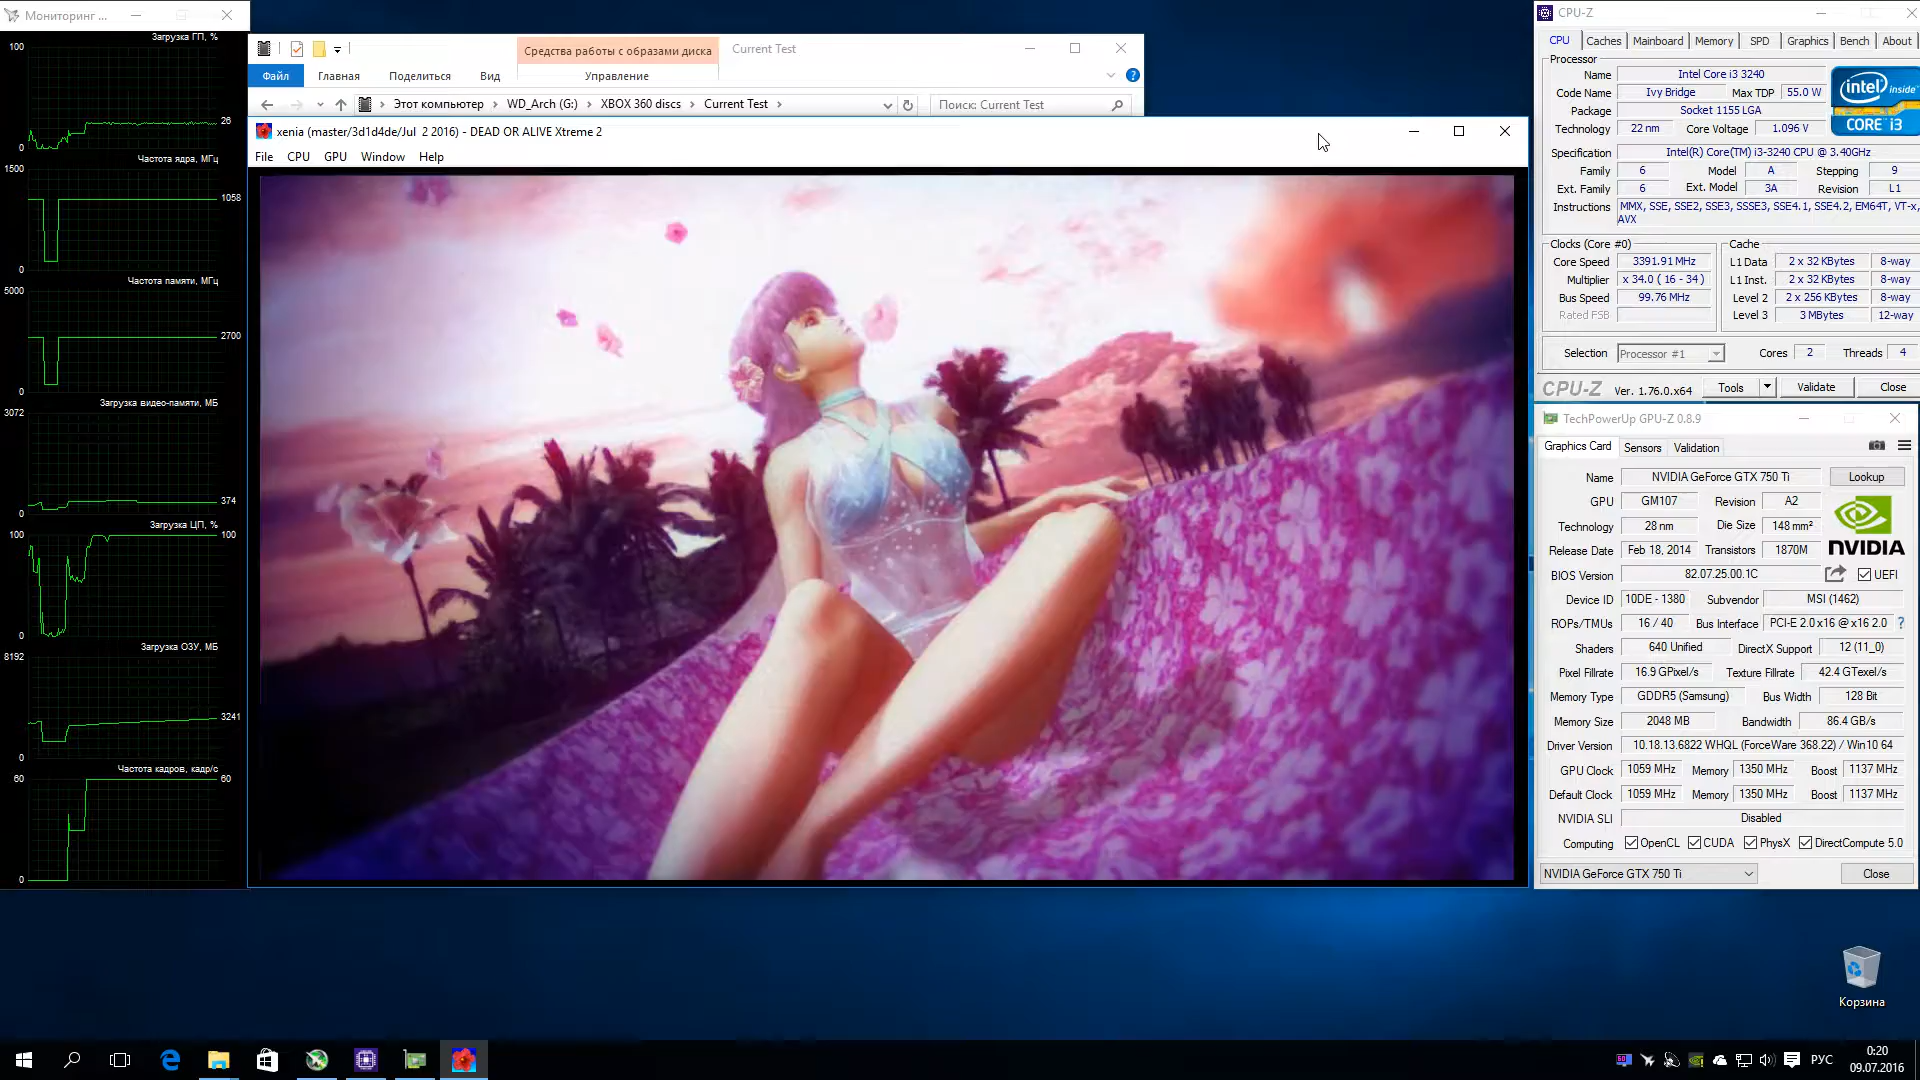 Мониторинг ...
Загрузка ГП, %
100
26
0
Частота ядра, МГц
1500
1058
0
Частота памяти, МГц
5000
2700
0
Загрузка видео-памяти, МБ
3072
374
0
Загрузка ЦП, %
100
100
0
Загрузка ОЗУ, МБ
8192
3241
0
Частота кадров, кадр/с
60
60
0
Средства работы с образами диска
Current Test
Файл
Главная
Поделиться
Вид
Управление
Этот компьютер
WD_Arch (G:)
XBOX 360 discs
Current Test
Поиск: Current Test
xenia (master/3d1d4de/Jul 2 2016) - DEAD OR ALIVE Xtreme 2
File CPU GPU Window Help
CPU-Z
CPU Caches Mainboard Memory SPD Graphics Bench About
Processor
Name Intel Core i3 3240
Code Name Ivy Bridge Max TDP 55.0 W
Package Socket 1155 LGA
Technology 22 nm Core Voltage 1.096 V
intel inside™
CORE i3
Specification Intel(R) Core(TM) i3-3240 CPU @ 3.40GHz
Family 6 Model A Stepping 9
Ext. Family 6 Ext. Model 3A Revision L1
Instructions MMX, SSE, SSE2, SSE3, SSSE3, SSE4.1, SSE4.2, EM64T, VT-x,
AVX
Clocks (Core #0)
Core Speed 3391.91 MHz
Multiplier x 34.0 ( 16 - 34 )
Bus Speed 99.76 MHz
Rated FSB
Cache
L1 Data 2 x 32 KBytes 8-way
L1 Inst. 2 x 32 KBytes 8-way
Level 2 2 x 256 KBytes 8-way
Level 3 3 MBytes 12-way
Selection Processor #1 Cores 2 Threads 4
CPU-Z Ver. 1.76.0.x64 Tools Validate Close
TechPowerUp GPU-Z 0.8.9
Graphics Card Sensors Validation
Name NVIDIA GeForce GTX 750 Ti Lookup
GPU GM107 Revision A2
Technology 28 nm Die Size 148 mm²
Release Date Feb 18, 2014 Transistors 1870M
NVIDIA
BIOS Version 82.07.25.00.1C UEFI
Device ID 10DE - 1380 Subvendor MSI (1462)
ROPs/TMUs 16 / 40 Bus Interface PCI-E 2.0 x16 @ x16 2.0 ?
Shaders 640 Unified DirectX Support 12 (11_0)
Pixel Fillrate 16.9 GPixel/s Texture Fillrate 42.4 GTexel/s
Memory Type GDDR5 (Samsung) Bus Width 128 Bit
Memory Size 2048 MB Bandwidth 86.4 GB/s
Driver Version 10.18.13.6822 WHQL (ForceWare 368.22) / Win10 64
GPU Clock 1059 MHz Memory 1350 MHz Boost 1137 MHz
Default Clock 1059 MHz Memory 1350 MHz Boost 1137 MHz
NVIDIA SLI Disabled
Computing OpenCL CUDA PhysX DirectCompute 5.0
NVIDIA GeForce GTX 750 Ti Close
Корзина
РУС
0:20
09.07.2016